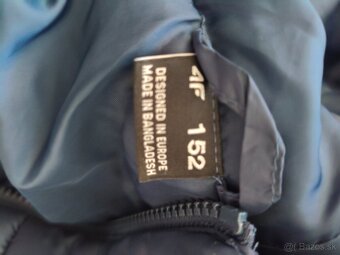 4F
152
DESIGNED IN EUROPE
MADE IN BANGLADESH
© Bazos.sk